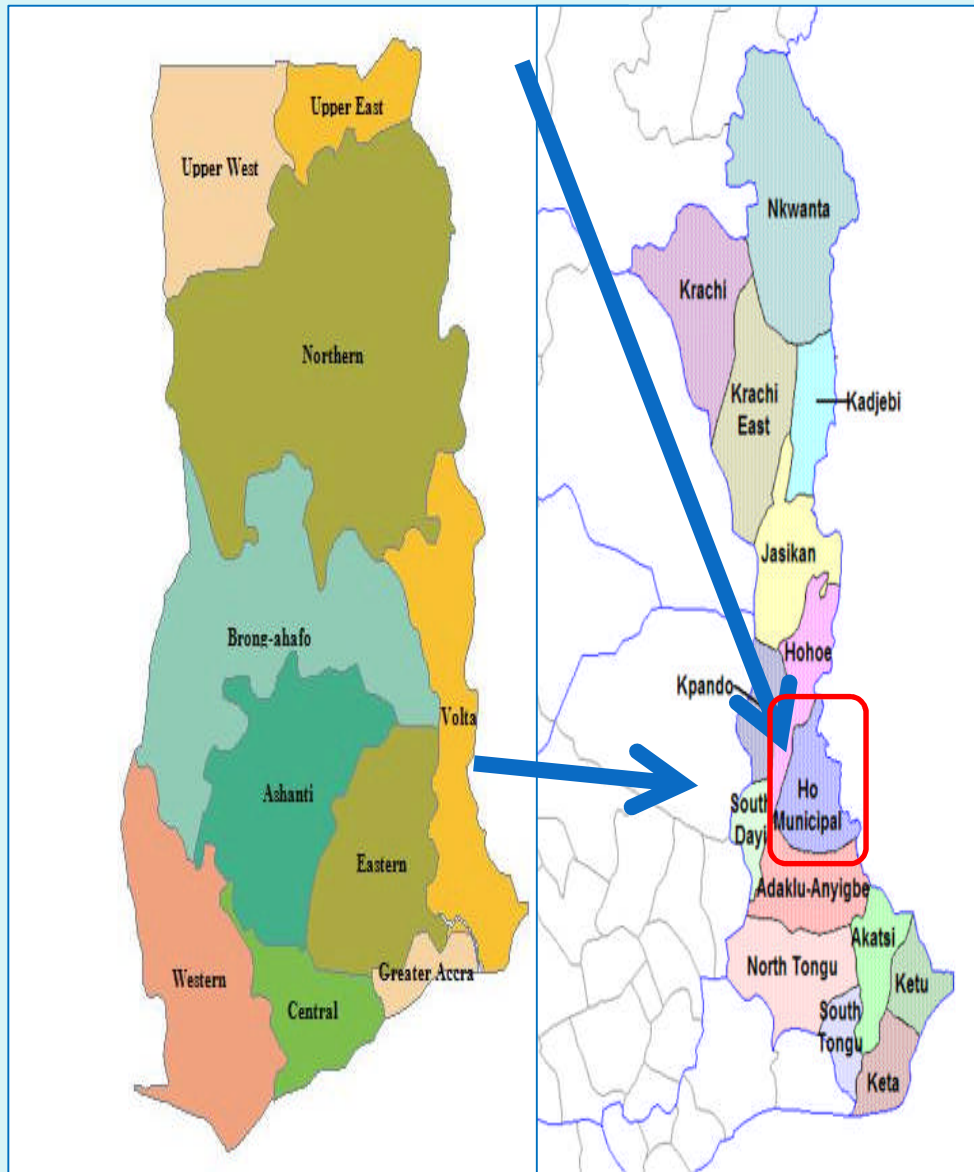 Upper East
Upper West
Northern
Brong-ahafo
Volta
Ashanti
Eastern
Greater Accra
Western
Central
Nkwanta
Krachi
Krachi
East
Kadjebi
Jasikan
Hohoe
Kpando
Ho
Municipal
South
Dayi
Adaklu-Anyigbe
Akatsi
North Tongu
Ketu
South
Tongu
Keta